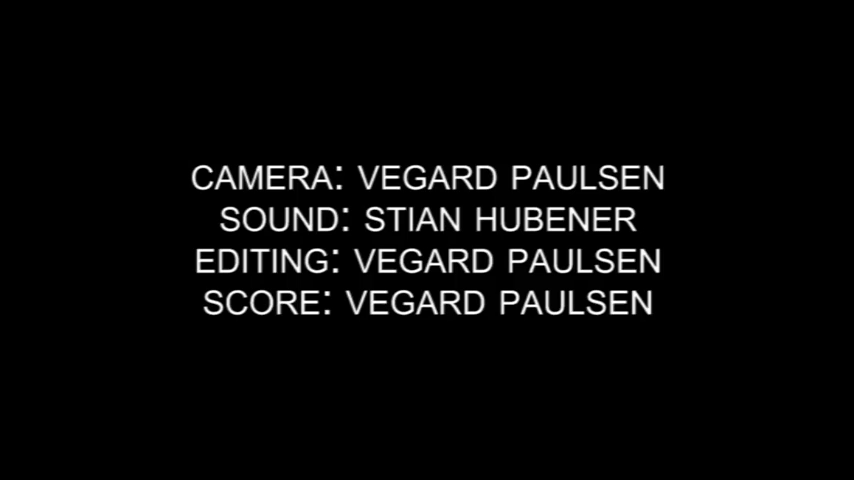 CAMERA: VEGARD PAULSEN
SOUND: STIAN HUBENER
EDITING: VEGARD PAULSEN
SCORE: VEGARD PAULSEN